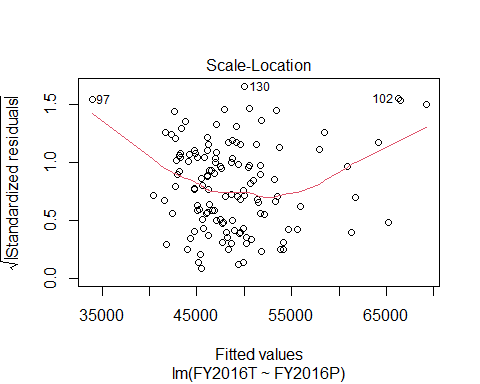 Scale-Location
√|Standardized residuals|
1.5
1.0
0.5
0.0
97
130
102
35000
45000
55000
65000
Fitted values
lm(FY2016T ~ FY2016P)